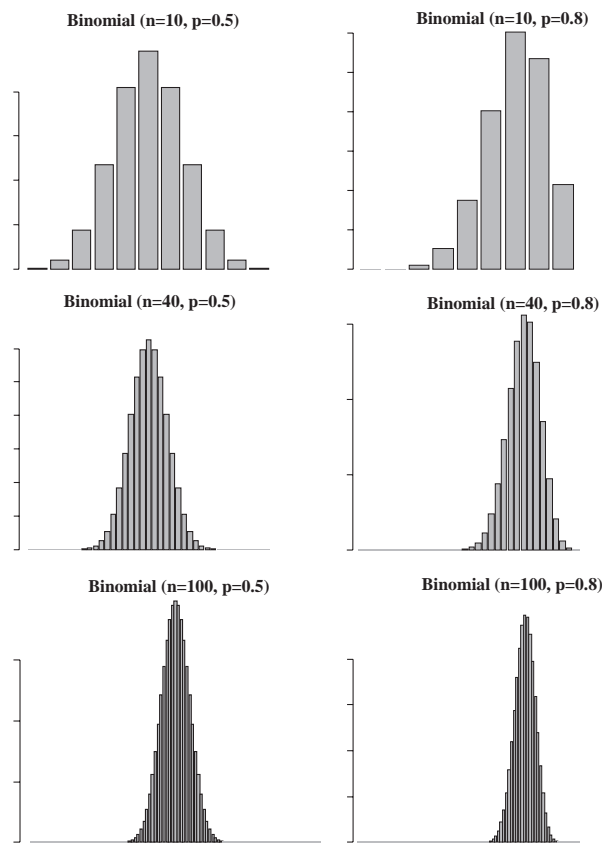 Binomial (n=10, p=0.5)
Binomial (n=10, p=0.8)
Binomial (n=40, p=0.5)
Binomial (n=40, p=0.8)
Binomial (n=100, p=0.5)
Binomial (n=100, p=0.8)